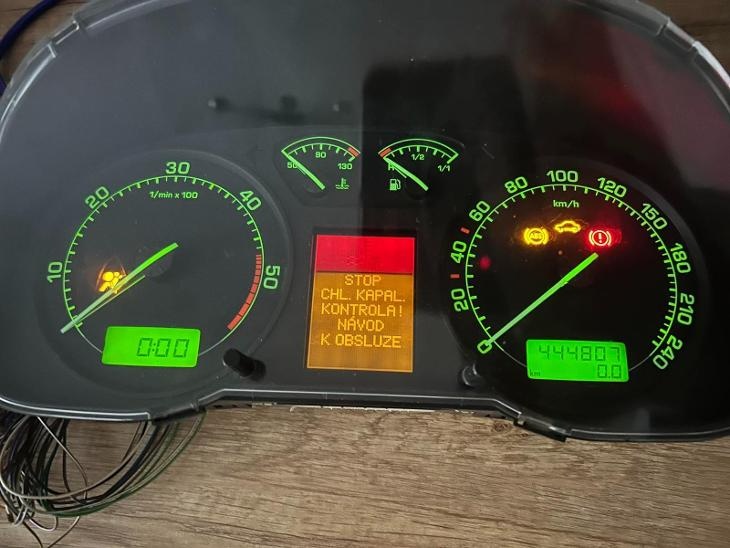 30
20
40
1/min x 100
10
50
0:00
90
50
130
1/2
1/1
STOP
CHL. KAPAL.
KONTROLA!
NÁVOD
K OBSLUZE
100
80
120
km/h
60
150
40
180
20
210
0
240
ABS
444807
km
0.0